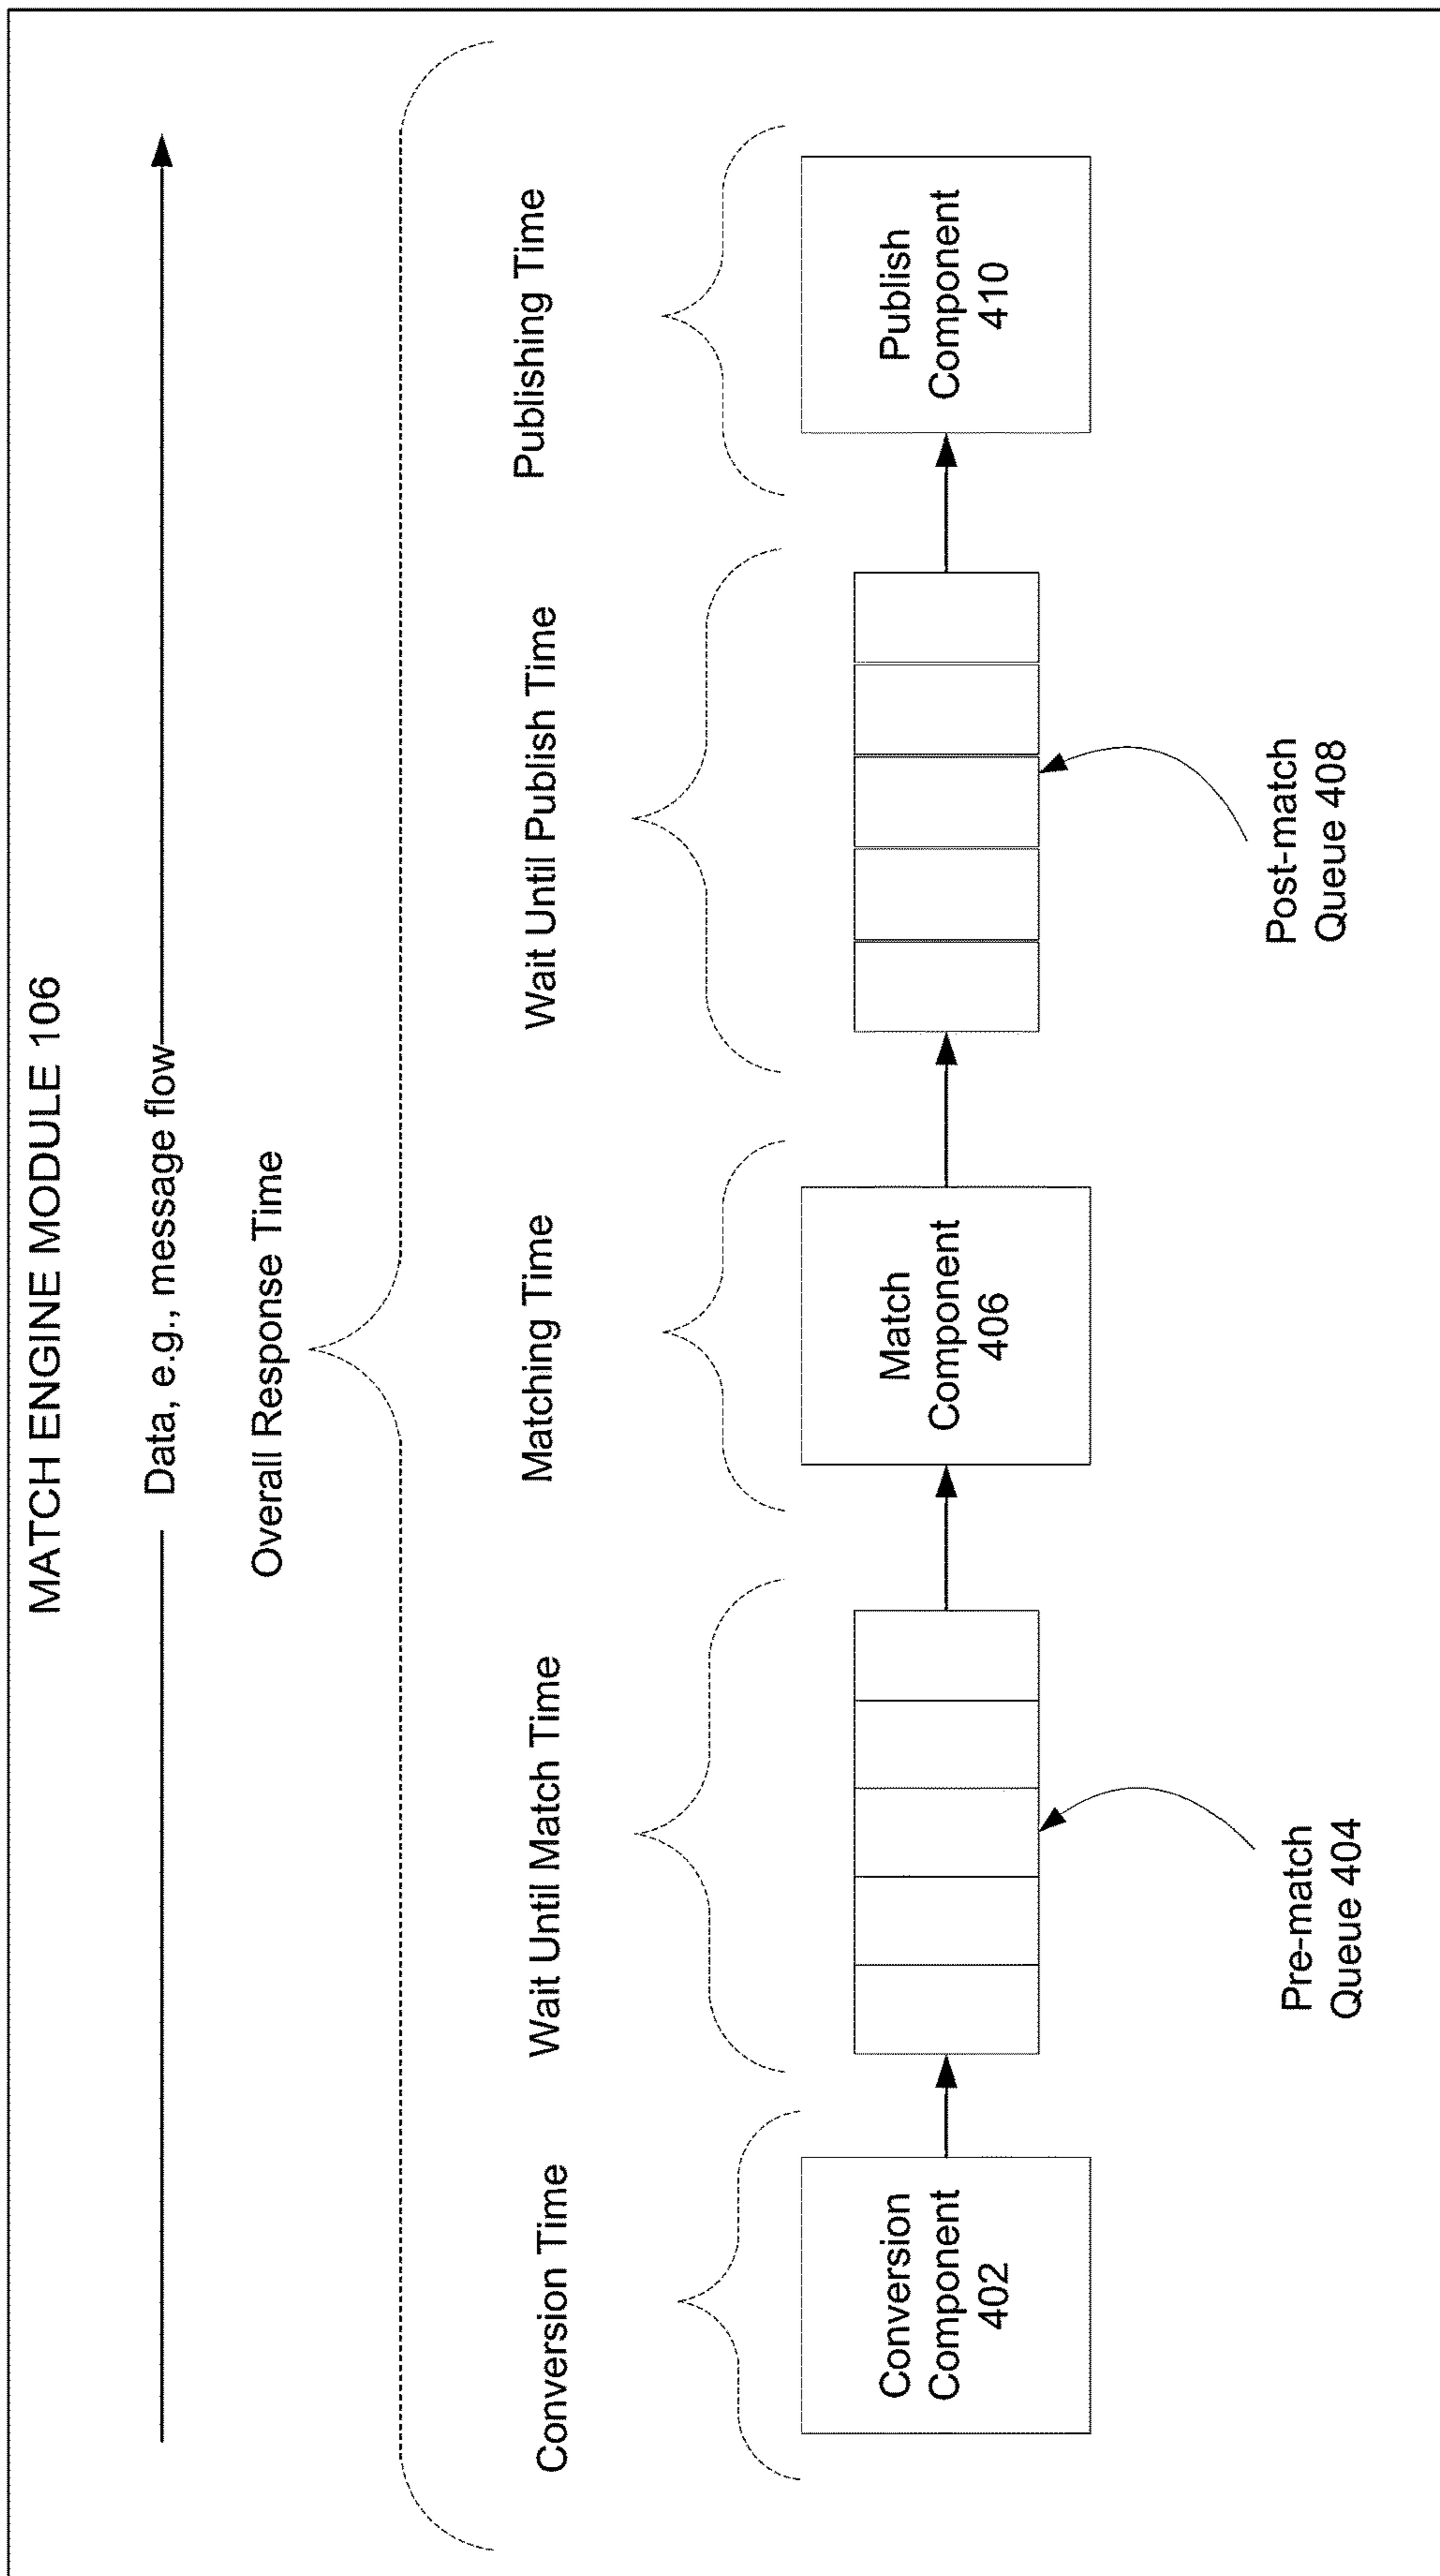 MATCH ENGINE MODULE 106
Data, e.g., message flow
Overall Response Time
Conversion Time
Wait Until Match Time
Matching Time
Wait Until Publish Time
Publishing Time
Conversion
Component
402
Match
Component
406
Publish
Component
410
Pre-match
Queue 404
Post-match
Queue 408